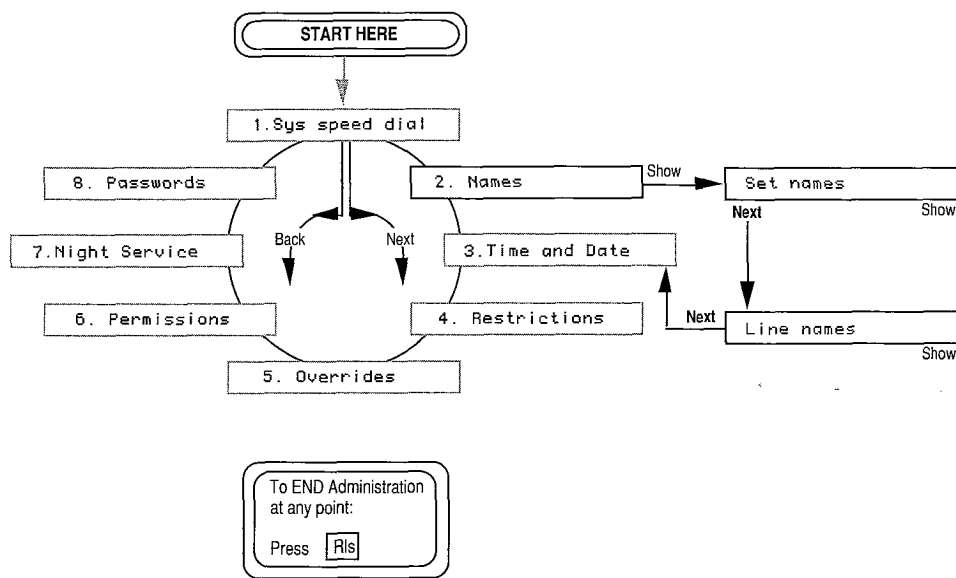 START HERE
1.Sys speed dial
8. Passwords
2. Names
Show
Set names
Show
Next
7.Night Service
Back
Next
3.Time and Date
6. Permissions
4. Restrictions
Next
Line names
Show
5. Overrides
To END Administration
at any point:
Press Rls